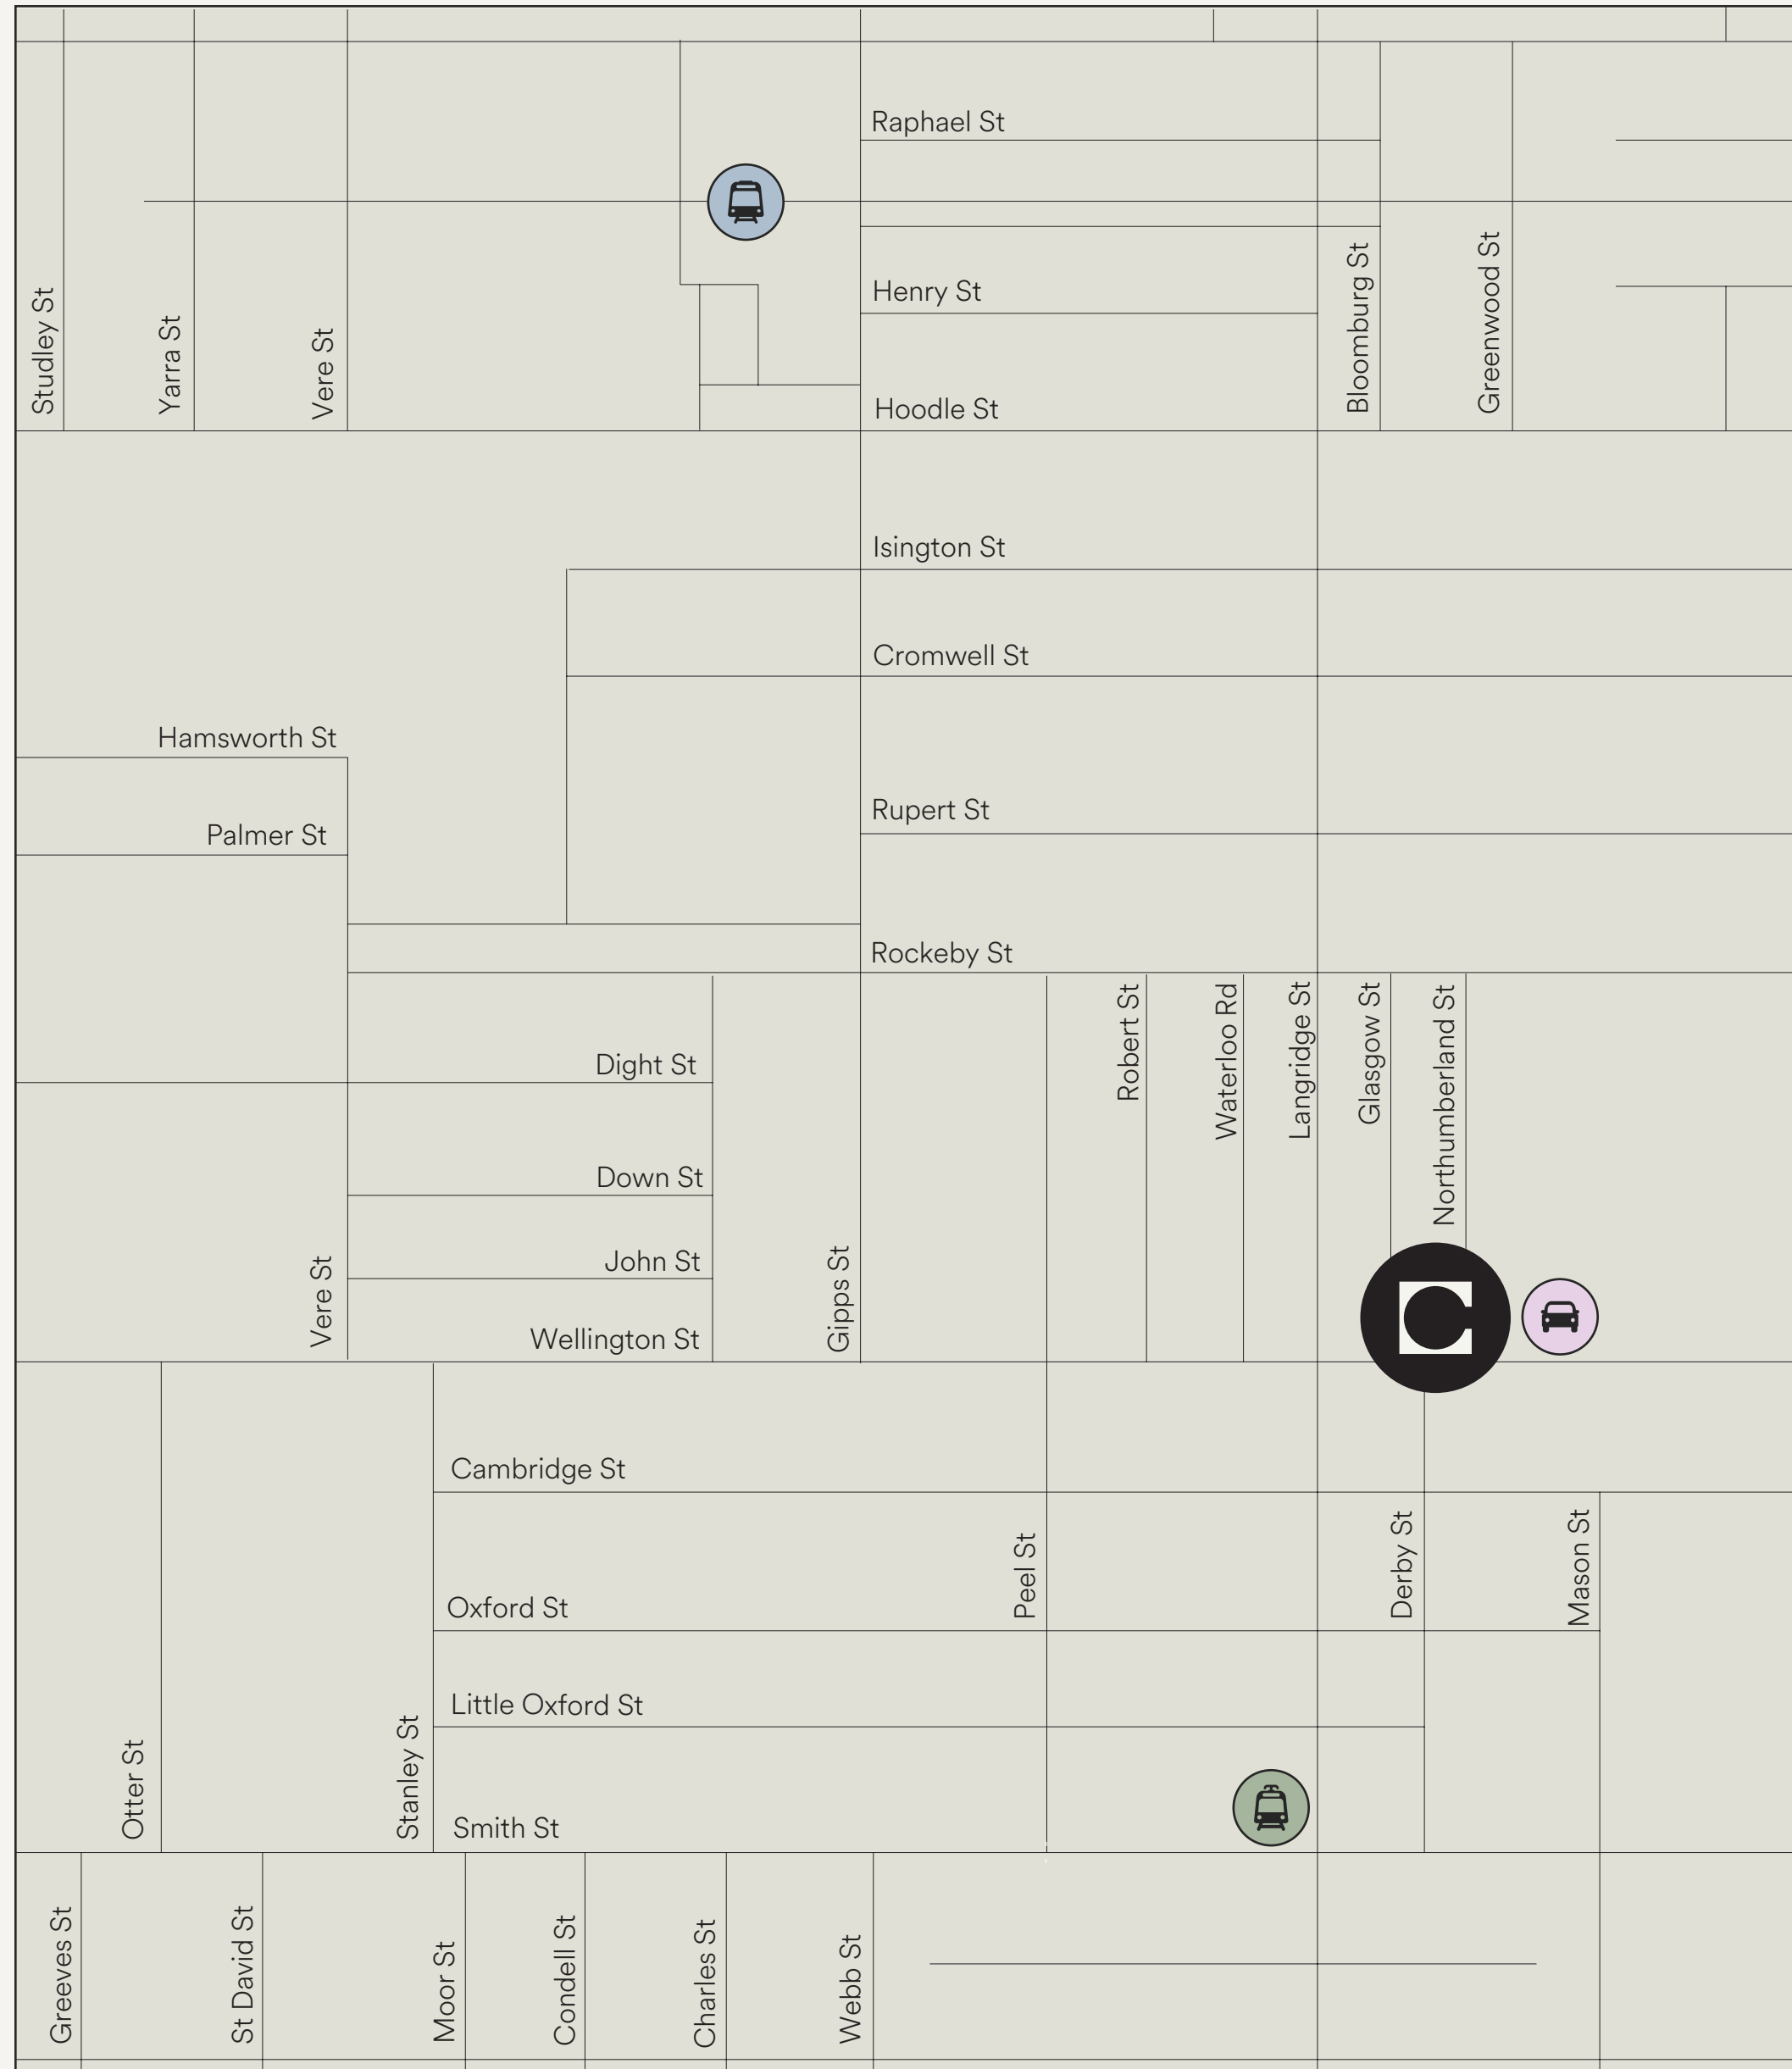 Raphael St
Studley St
Yarra St
Vere St
Henry St
Bloomburg St
Greenwood St
Hoodle St
Isington St
Cromwell St
Hamsworth St
Rupert St
Palmer St
Rockeby St
Robert St
Waterloo Rd
Langridge St
Glasgow St
Northumberland St
Dight St
Down St
John St
Vere St
Gipps St
Wellington St
C
Cambridge St
Peel St
Derby St
Mason St
Oxford St
Little Oxford St
Otter St
Stanley St
Smith St
Greeves St
St David St
Moor St
Condell St
Charles St
Webb St